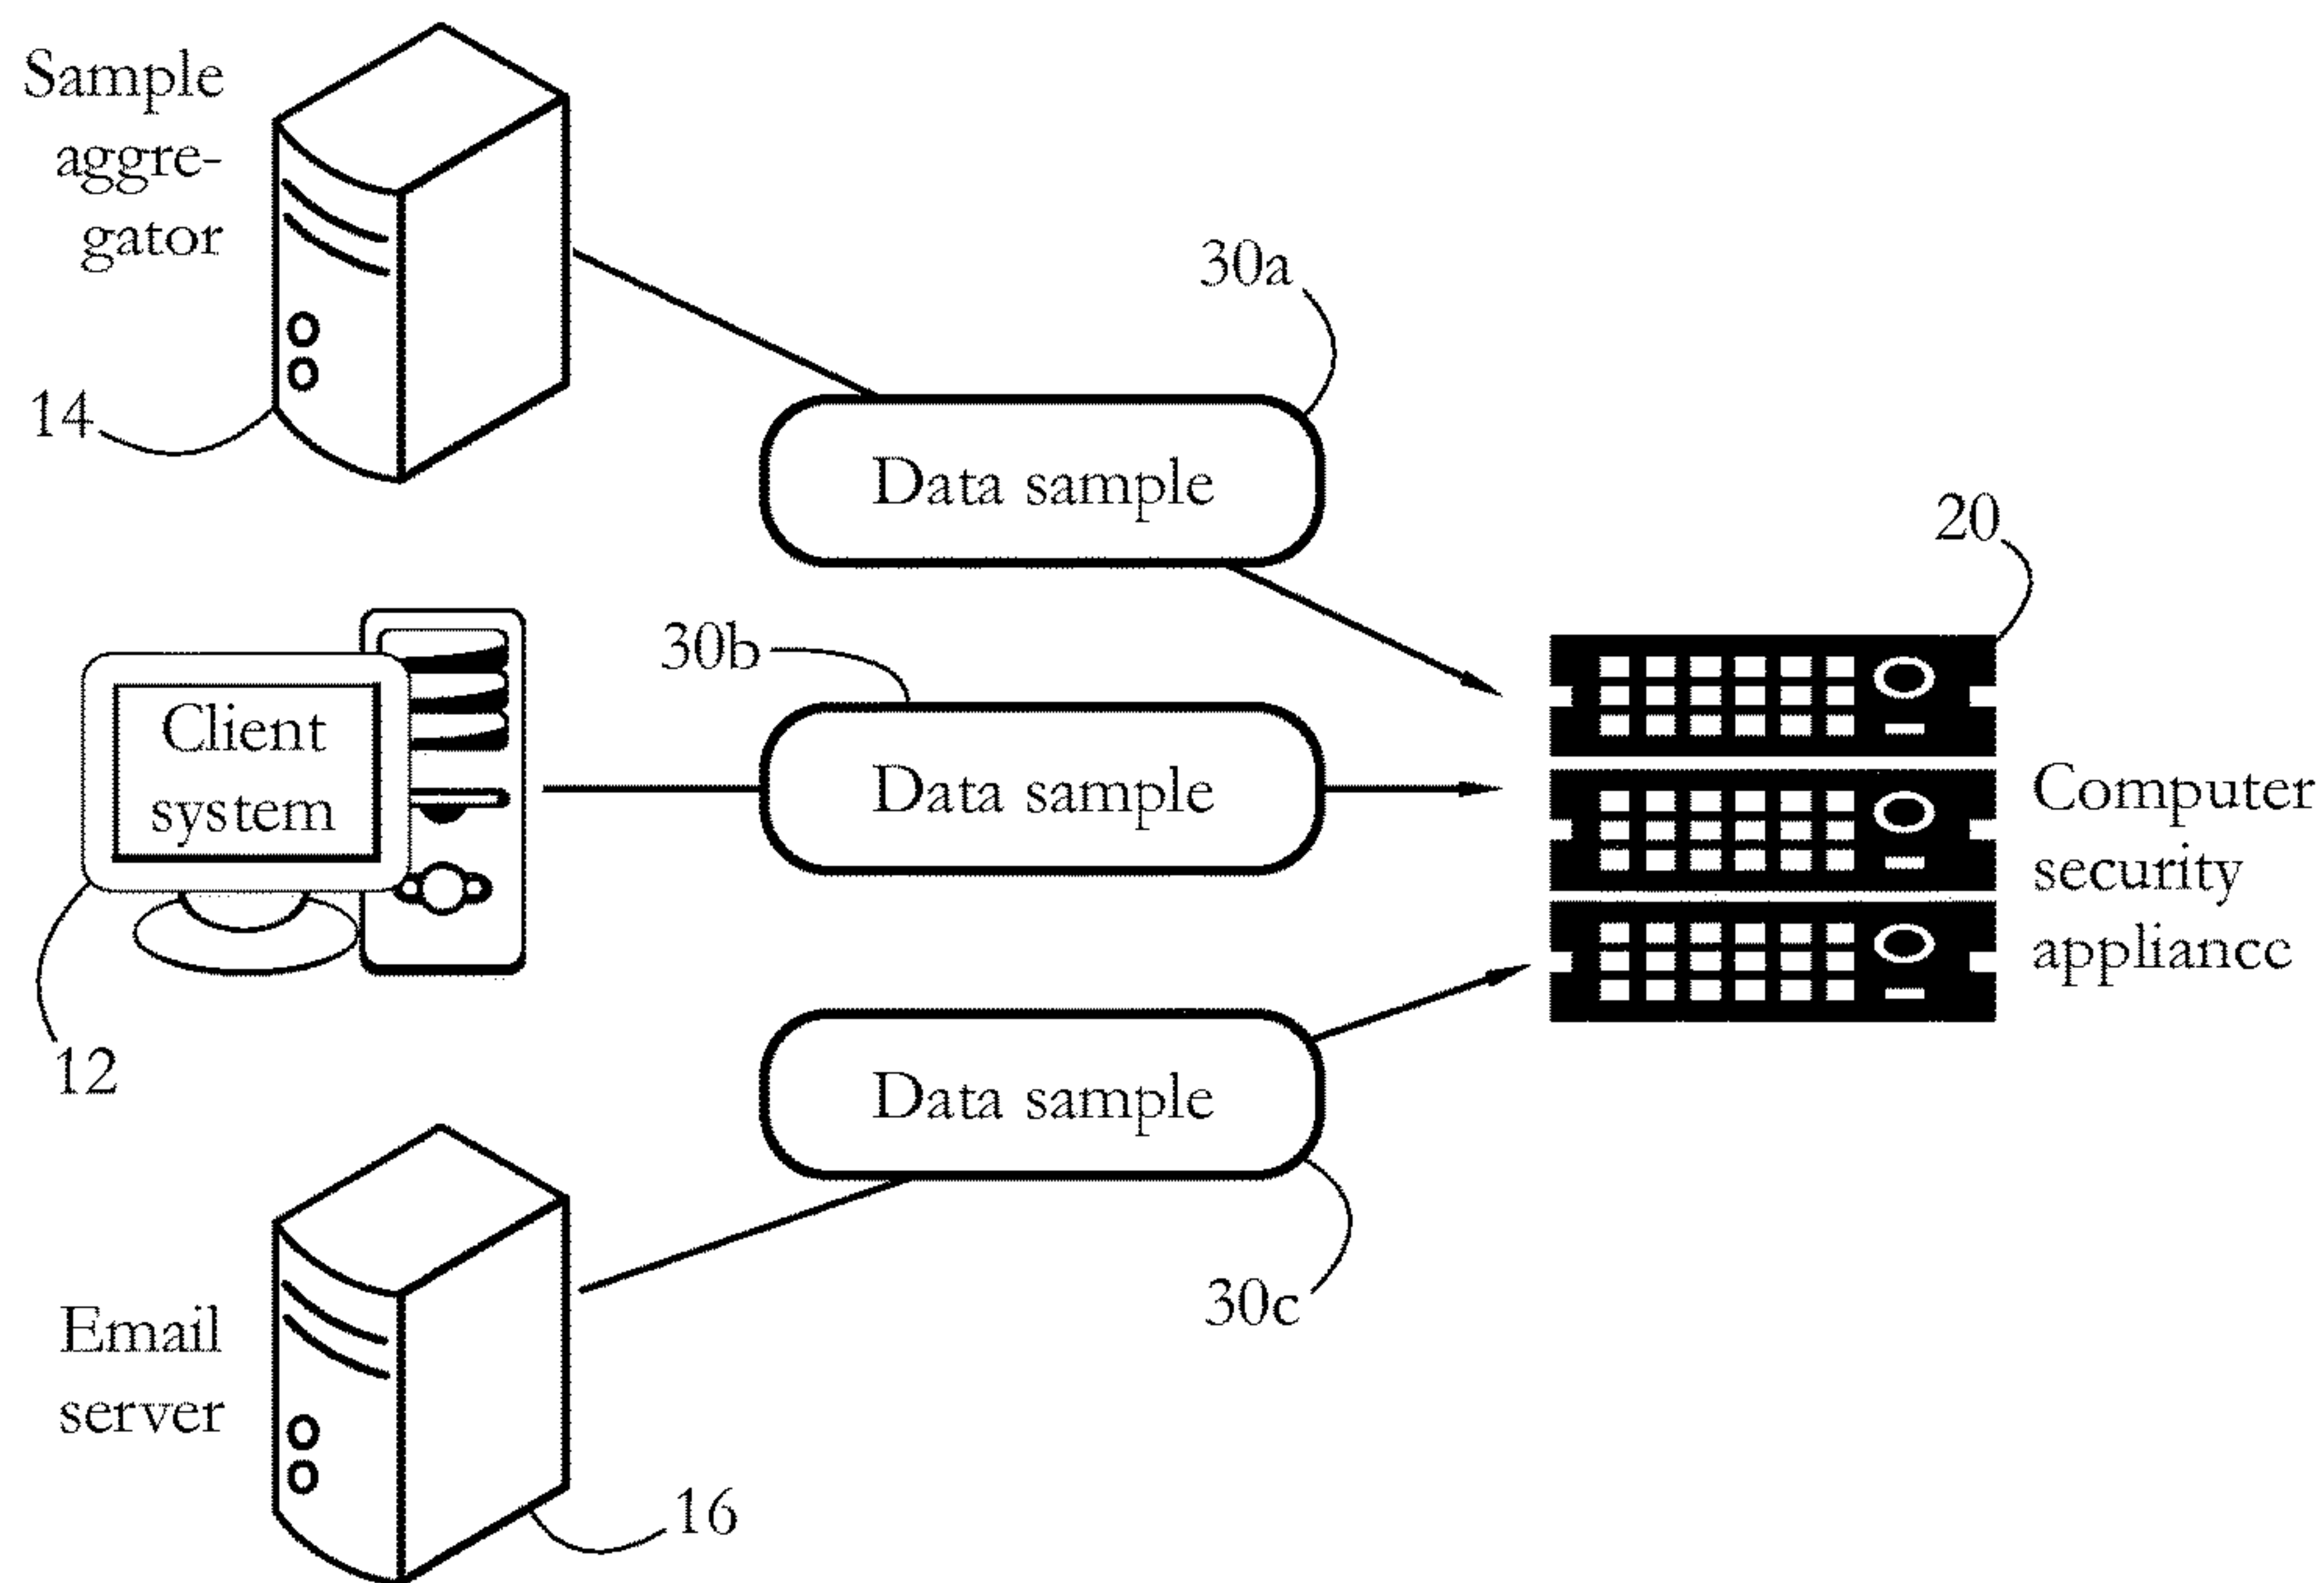 Sample
aggre-
gator
14
30a
Data sample
20
30b
Client
system
Data sample
Computer
security
appliance
12
Data sample
30c
Email
server
16